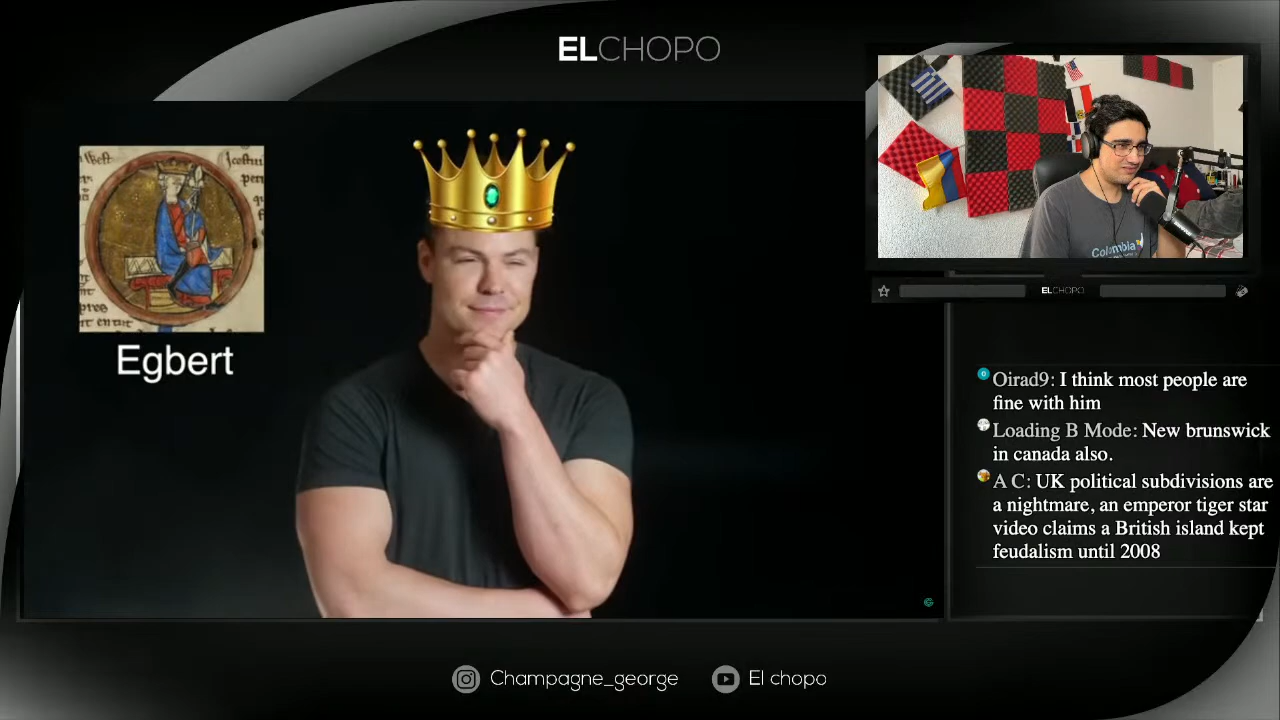 ELCHOPO
Egbert
Colombia
ELCHOPO
Oirad9: I think most people are
fine with him
Loading B Mode: New brunswick
in canada also.
A C: UK political subdivisions are
a nightmare, an emperor tiger star
video claims a British island kept
feudalism until 2008
Champagne_george
El chopo